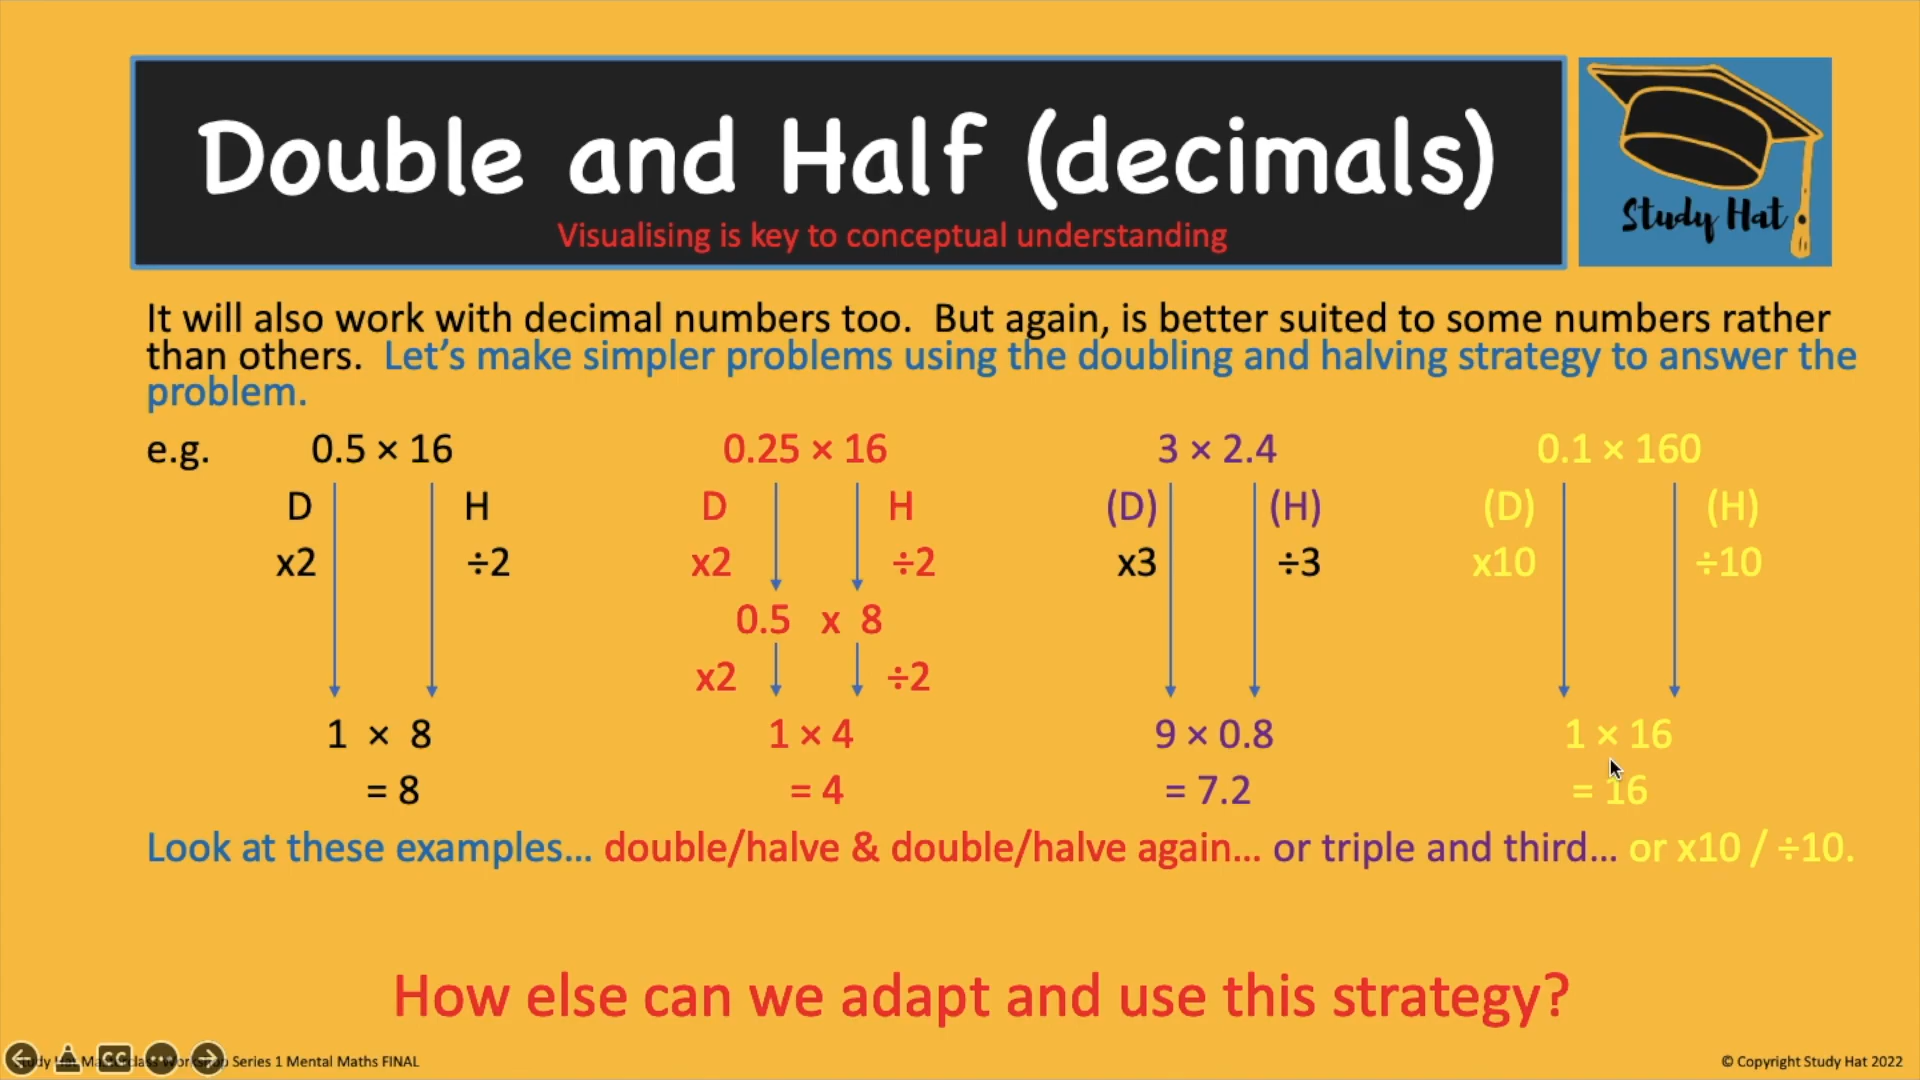 Double and Half (decimals)
Visualising is key to conceptual understanding
Study Hat
It will also work with decimal numbers too.  But again, is better suited to some numbers rather
than others.  Let's make simpler problems using the doubling and halving strategy to answer the
problem.
e.g. 0.5 × 16 0.25 × 16 3 × 2.4 0.1 × 160
D H D H (D) (H) (D) (H)
x2 ÷2 x2 ÷2 x3 ÷3 x10 ÷10
0.5 x 8
x2 ÷2
1 × 8 1 × 4 9 × 0.8 1 × 16
= 8 = 4 = 7.2 = 16
Look at these examples... double/halve & double/halve again... or triple and third... or x10 / ÷10.
How else can we adapt and use this strategy?
CC
Series 1 Mental Maths FINAL
© Copyright Study Hat 2022